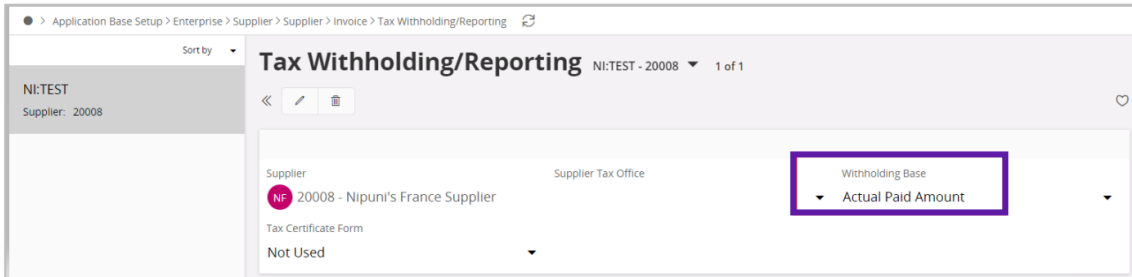 > Application Base Setup > Enterprise > Supplier > Supplier > Invoice > Tax Withholding/Reporting
Sort by
NI:TEST
Supplier: 20008
Tax Withholding/Reporting NI:TEST - 20008 1 of 1
Supplier
NF 20008 - Nipuni's France Supplier
Supplier Tax Office
Withholding Base
Actual Paid Amount
Tax Certificate Form
Not Used